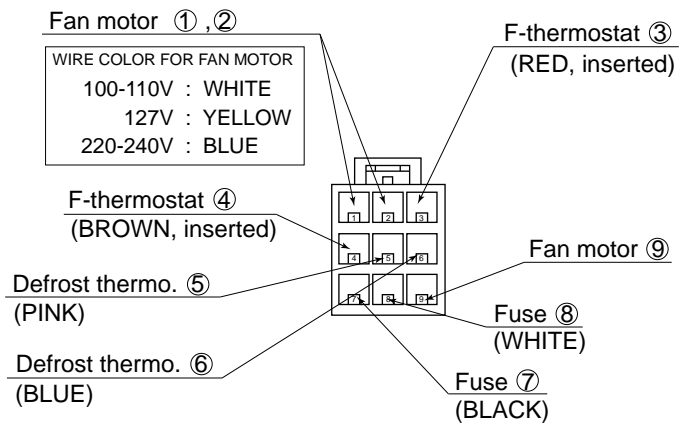 Fan motor ① ,②
WIRE COLOR FOR FAN MOTOR
100-110V : WHITE
127V : YELLOW
220-240V : BLUE
F-thermostat ③
(RED, inserted)
1 2 3
F-thermostat ④
(BROWN, inserted)
4 5 6
Fan motor ⑨
Defrost thermo. ⑤
(PINK)
7 8 9
Fuse ⑧
(WHITE)
Defrost thermo. ⑥
(BLUE)
Fuse ⑦
(BLACK)